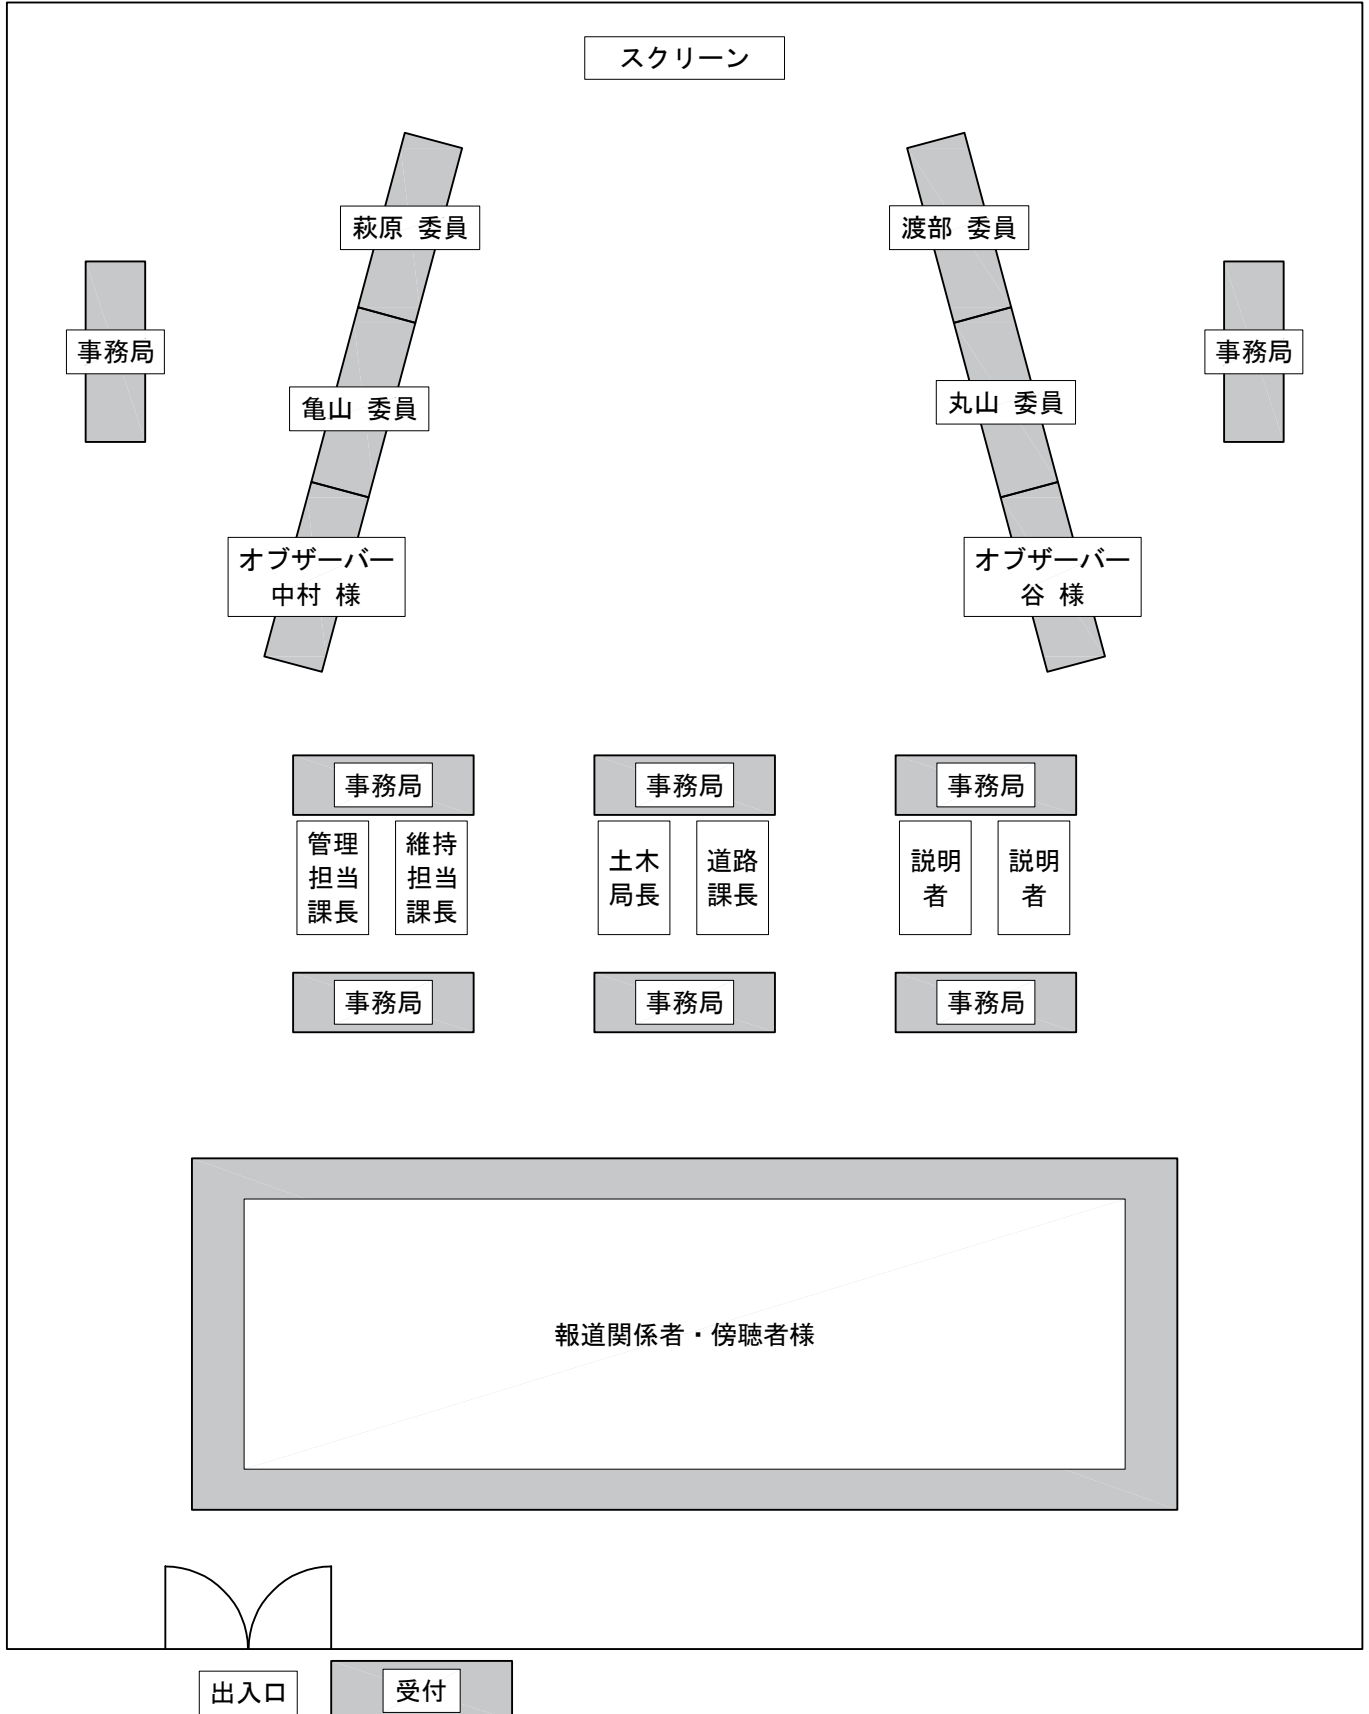 スクリーン
萩原 委員
渡部 委員
事務局
事務局
亀山 委員
丸山 委員
オブザーバー
中村 様
オブザーバー
谷 様
事務局
事務局
事務局
管理
担当
課長
維持
担当
課長
土木
局長
道路
課長
説明
者
説明
者
事務局
事務局
事務局
報道関係者・傍聴者様
出入口
受付